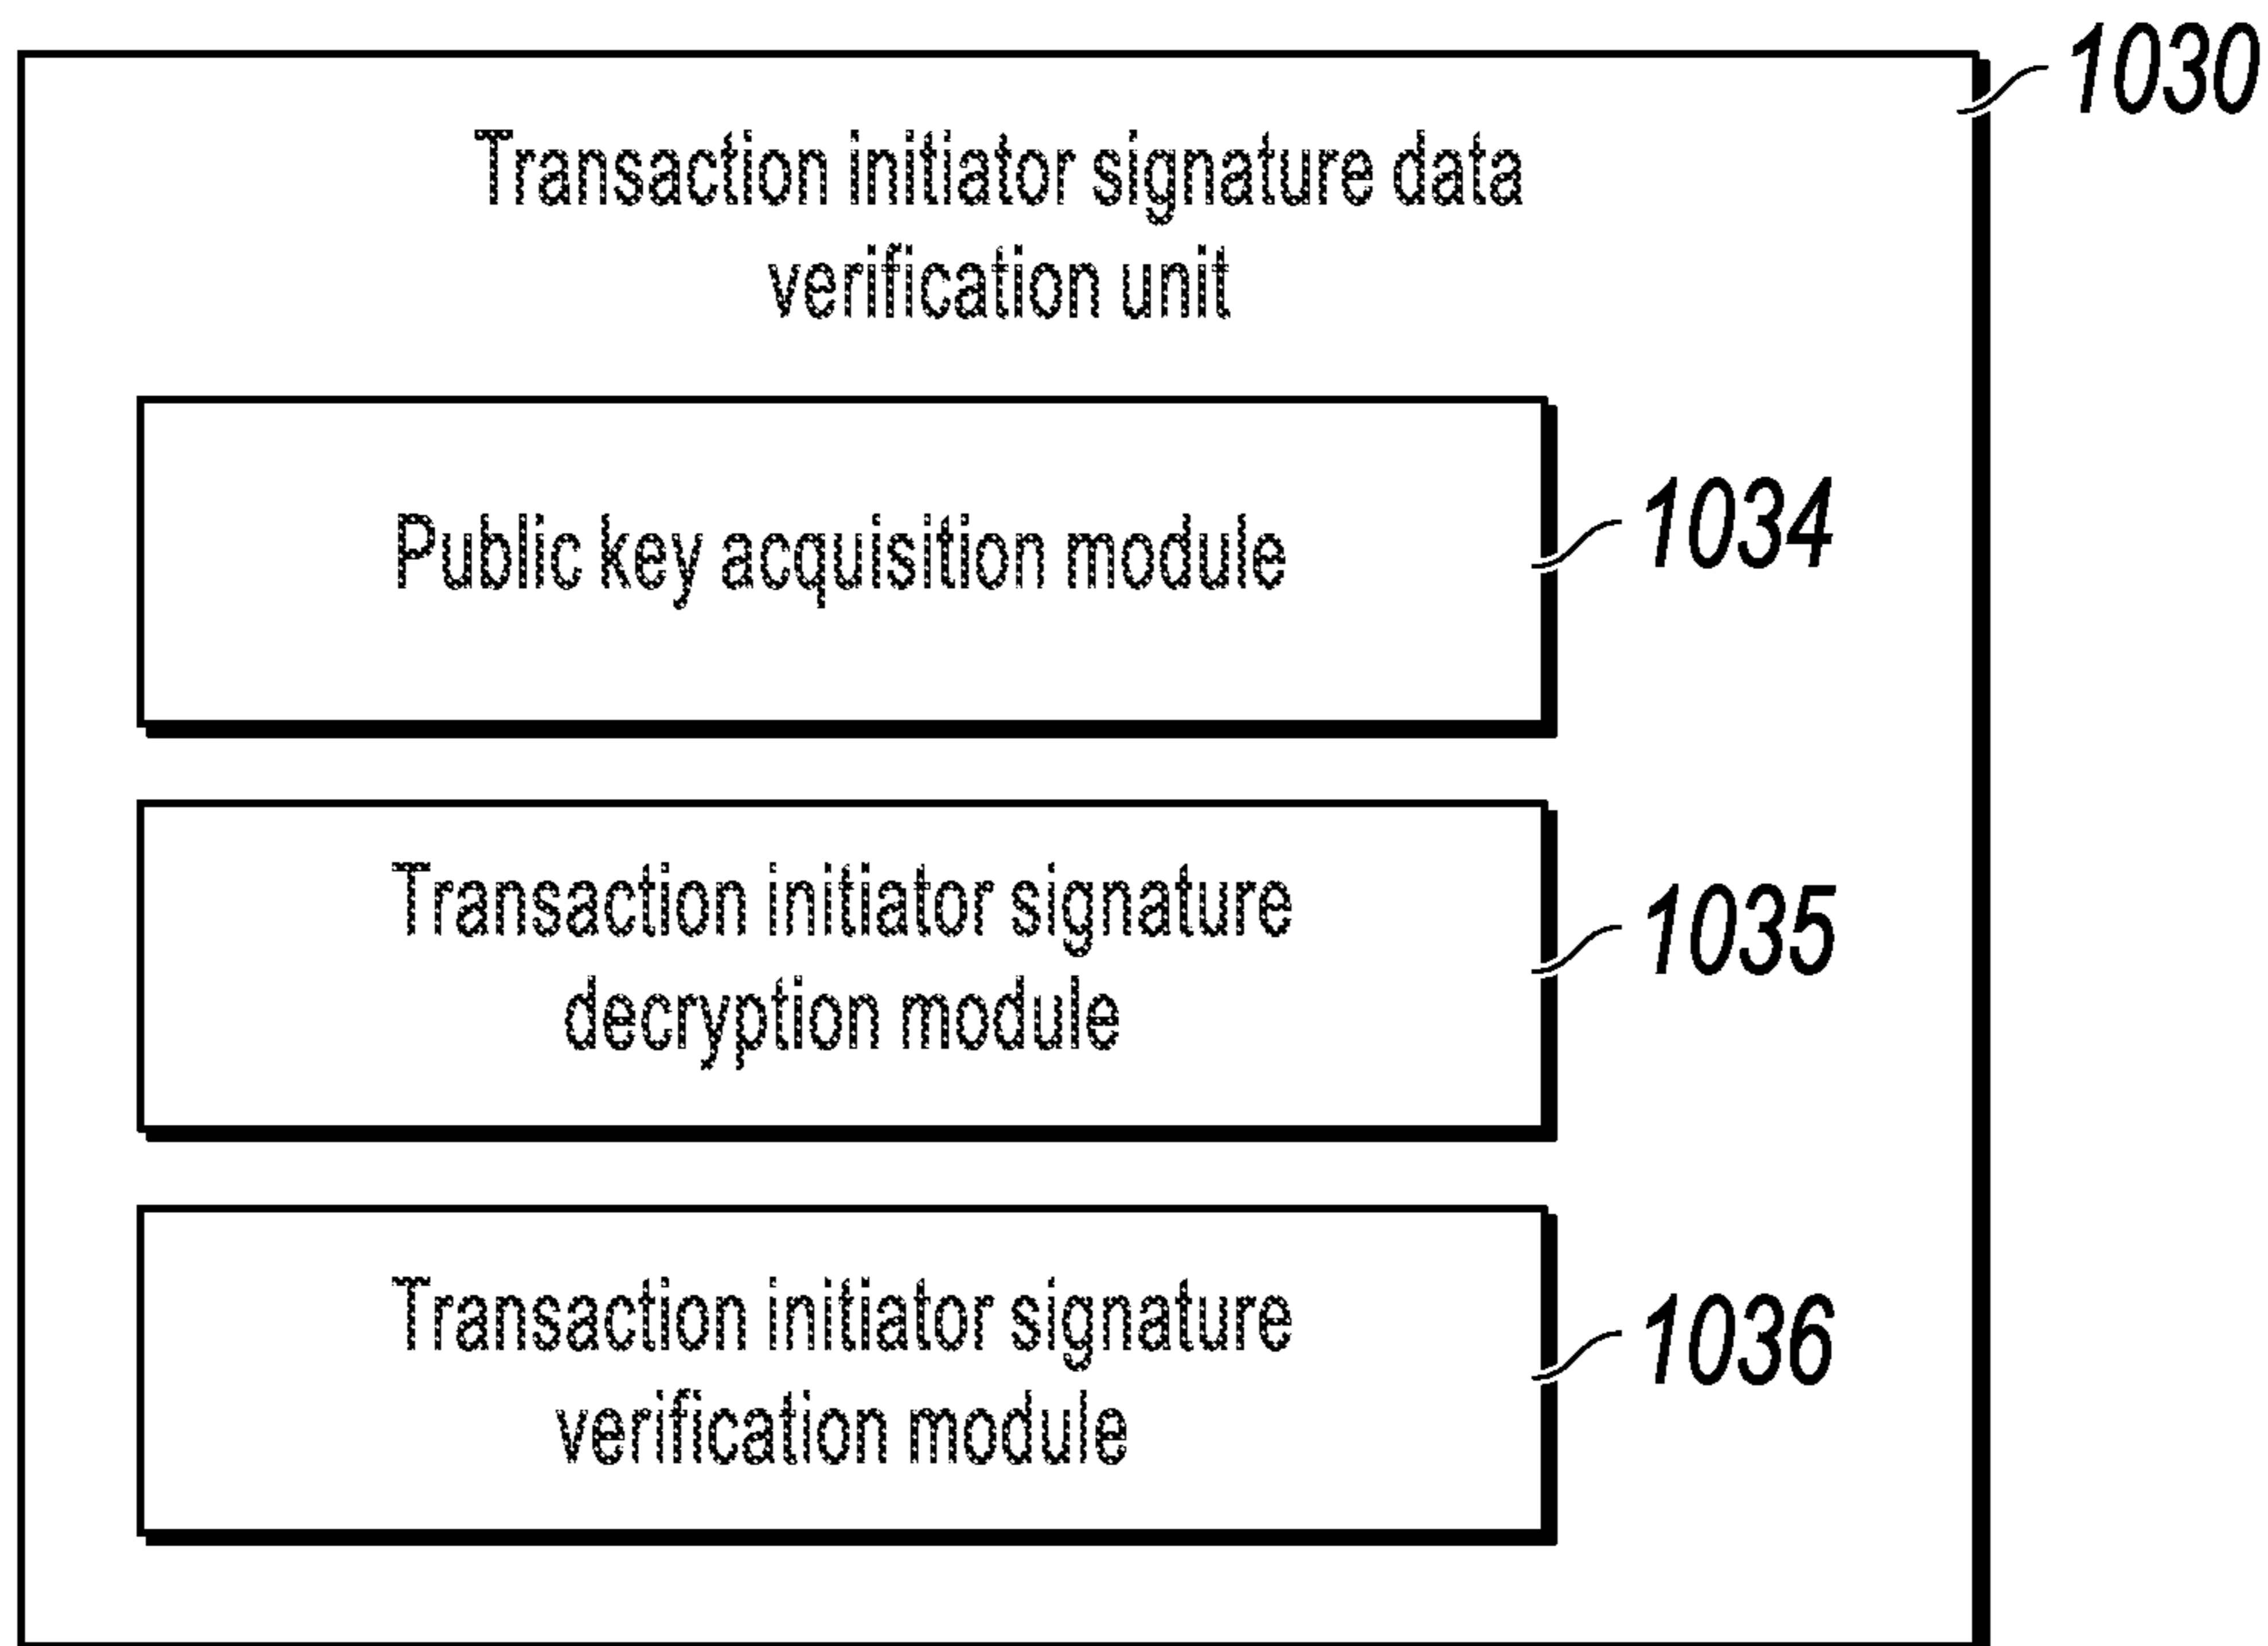 1030
Transaction initiator signature data
verification unit
Public key acquisition module
1034
Transaction initiator signature
decryption module
1035
Transaction initiator signature
verification module
1036